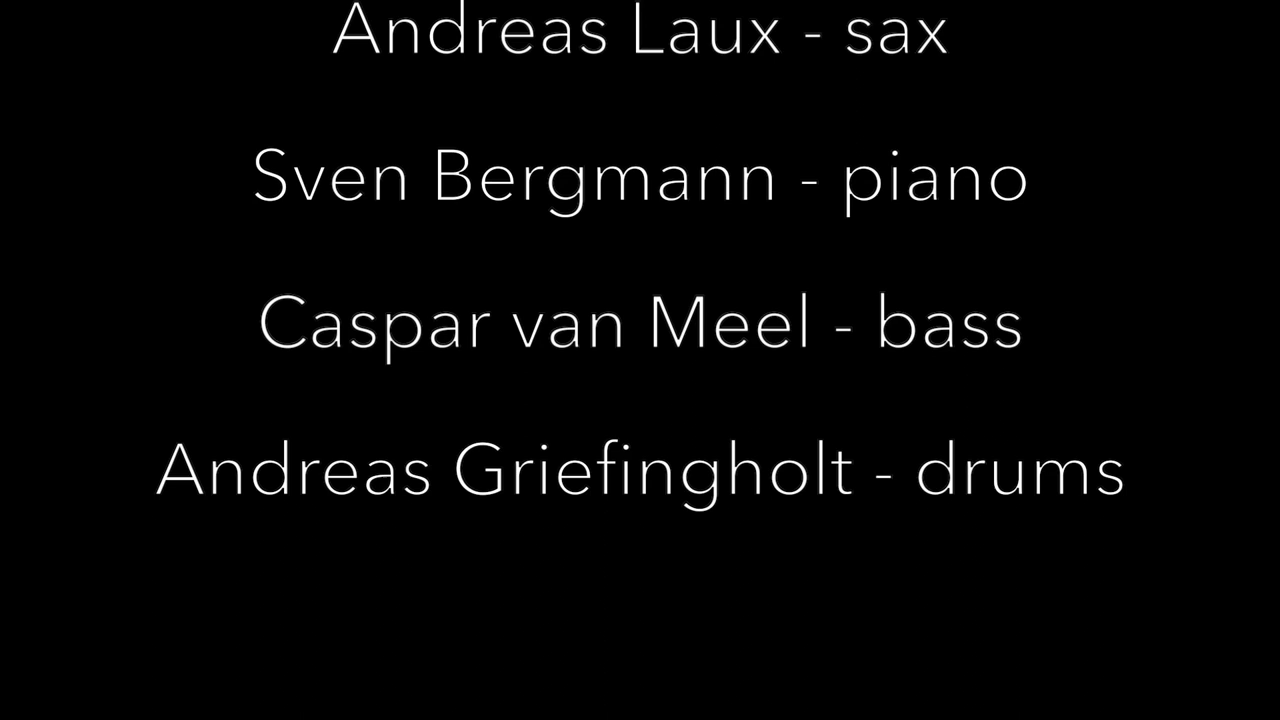 Andreas Laux - sax
Sven Bergmann - piano
Caspar van Meel - bass
Andreas Griefingholt - drums